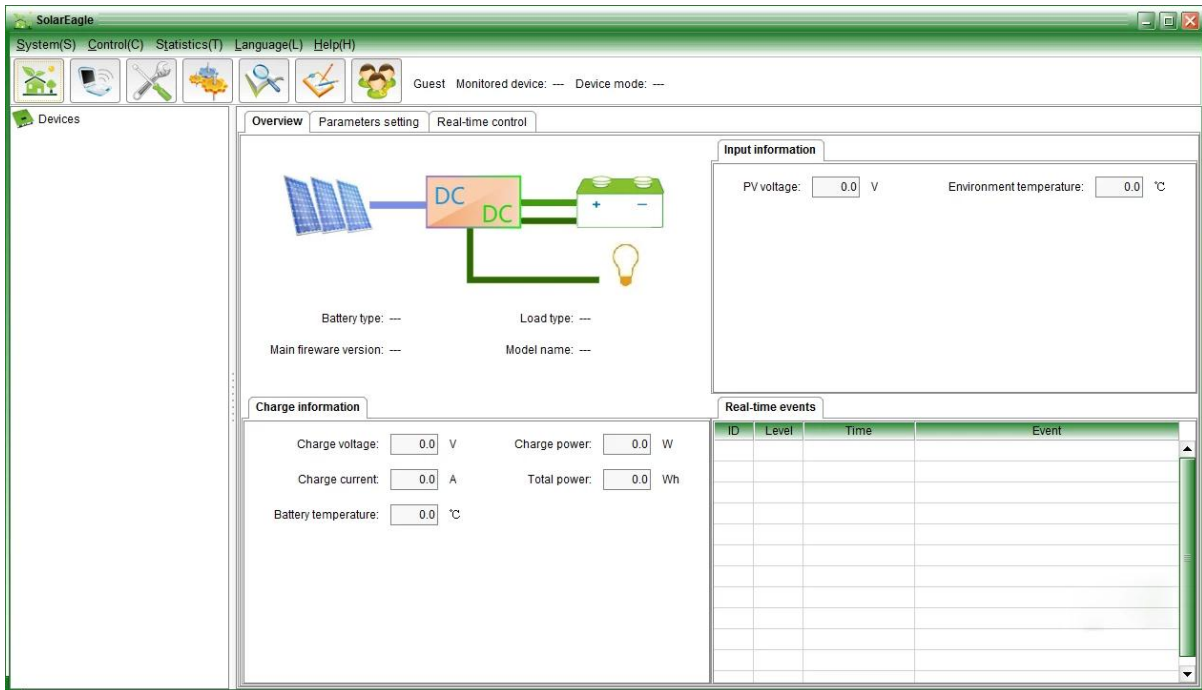 SolarEagle
System(S) Control(C) Statistics(T) Language(L) Help(H)
Guest Monitored device: --- Device mode: ---
Devices
Overview Parameters setting Real-time control
DC
DC
+ −
Battery type: --- Load type: ---
Main fireware version: --- Model name: ---
Input information
PV voltage: 0.0 V Environment temperature: 0.0 ℃
Charge information
Charge voltage: 0.0 V Charge power: 0.0 W
Charge current: 0.0 A Total power: 0.0 Wh
Battery temperature: 0.0 ℃
Real-time events
ID Level Time Event